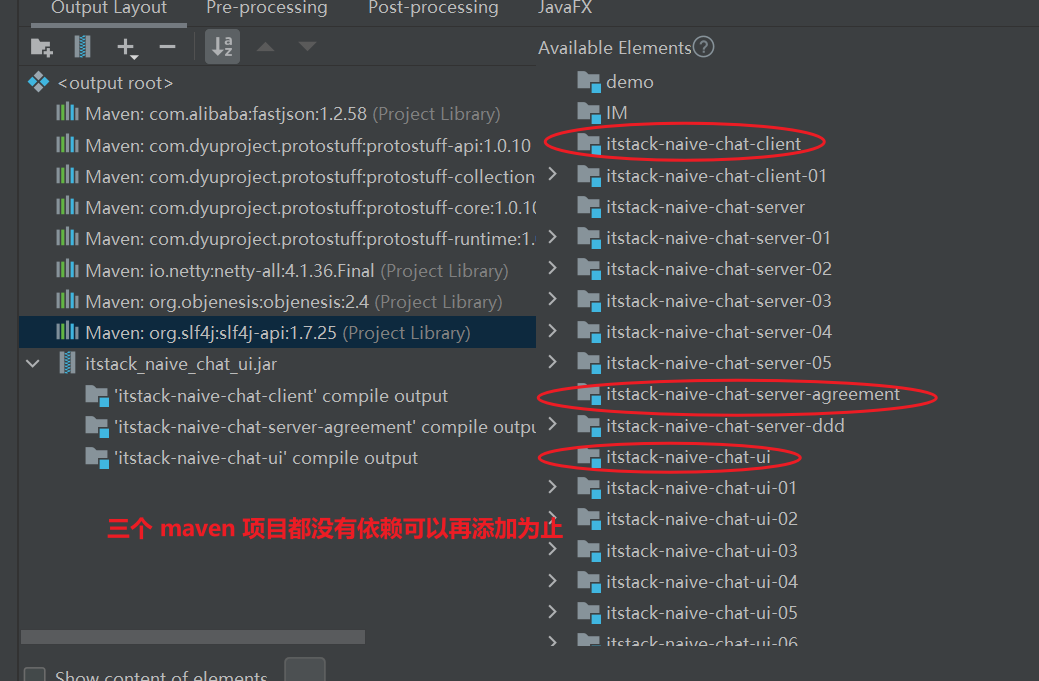 Output Layout Pre-processing Post-processing JavaFX
Available Elements
<output root>
Maven: com.alibaba:fastjson:1.2.58 (Project Library)
Maven: com.dyuproject.protostuff:protostuff-api:1.0.10
Maven: com.dyuproject.protostuff:protostuff-collection
Maven: com.dyuproject.protostuff:protostuff-core:1.0.10
Maven: com.dyuproject.protostuff:protostuff-runtime:1.
Maven: io.netty:netty-all:4.1.36.Final (Project Library)
Maven: org.objenesis:objenesis:2.4 (Project Library)
Maven: org.slf4j:slf4j-api:1.7.25 (Project Library)
itstack_naive_chat_ui.jar
'itstack-naive-chat-client' compile output
'itstack-naive-chat-server-agreement' compile outpu
'itstack-naive-chat-ui' compile output
三个 maven 项目都没有依赖可以再添加为止
Show content of elements
demo
IM
itstack-naive-chat-client
itstack-naive-chat-client-01
itstack-naive-chat-server
itstack-naive-chat-server-01
itstack-naive-chat-server-02
itstack-naive-chat-server-03
itstack-naive-chat-server-04
itstack-naive-chat-server-05
itstack-naive-chat-server-agreement
itstack-naive-chat-server-ddd
itstack-naive-chat-ui
itstack-naive-chat-ui-01
itstack-naive-chat-ui-02
itstack-naive-chat-ui-03
itstack-naive-chat-ui-04
itstack-naive-chat-ui-05
itstack-naive-chat-ui-06